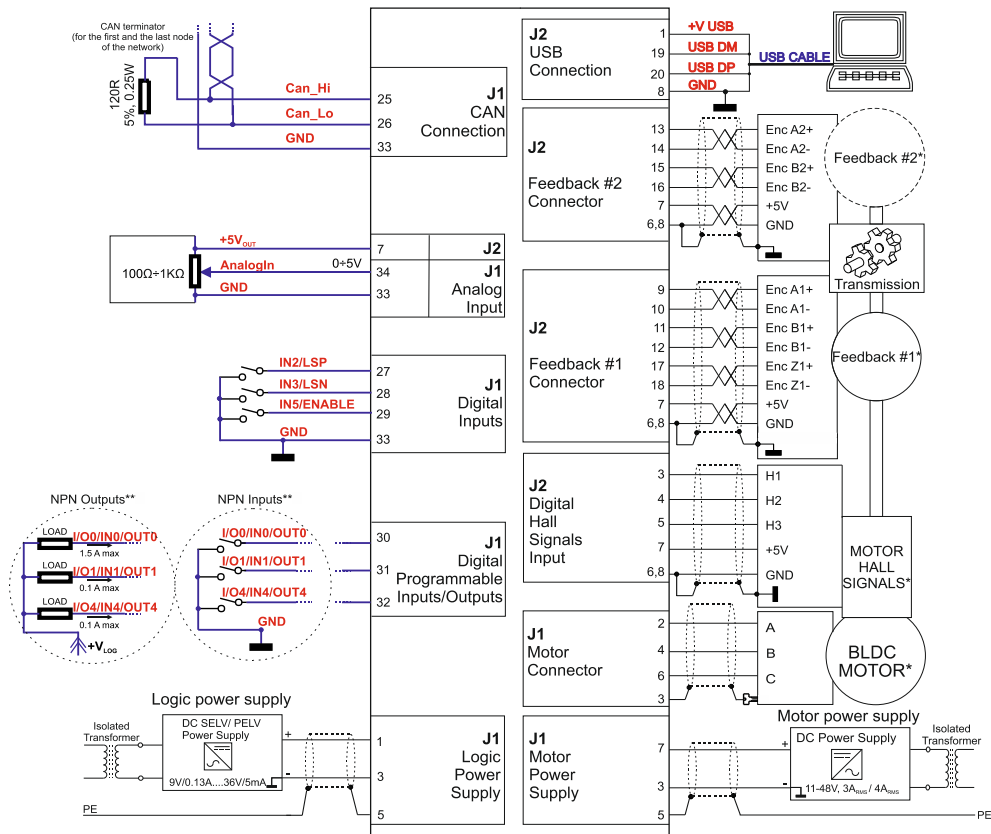 CAN terminator
(for the first and the last node
of the network)
120R
5%, 0.25W
Can_Hi
Can_Lo
GND
25
26
33
J1
CAN
Connection
+5VOUT
AnalogIn
0÷5V
GND
100Ω÷1KΩ
7
34
33
J2
J1
Analog
Input
IN2/LSP
IN3/LSN
IN5/ENABLE
GND
27
28
29
33
J1
Digital
Inputs
NPN Outputs**
LOAD
I/O0/IN0/OUT0
1.5 A max
LOAD
I/O1/IN1/OUT1
0.1 A max
LOAD
I/O4/IN4/OUT4
0.1 A max
+VLOG
NPN Inputs**
I/O0/IN0/OUT0
I/O1/IN1/OUT1
I/O4/IN4/OUT4
GND
30
31
32
J1
Digital
Programmable
Inputs/Outputs
Logic power supply
Isolated
Transformer
DC SELV/ PELV
Power Supply
9V/0.13A....36V/5mA
+
-
PE
1
3
5
J1
Logic
Power
Supply
J2
USB
Connection
1
19
20
8
+V USB
USB DM
USB DP
GND
USB CABLE
J2
Feedback #2
Connector
13
14
15
16
7
6,8
Enc A2+
Enc A2-
Enc B2+
Enc B2-
+5V
GND
Feedback #2*
Transmission
J2
Feedback #1
Connector
9
10
11
12
17
18
7
6,8
Enc A1+
Enc A1-
Enc B1+
Enc B1-
Enc Z1+
Enc Z1-
+5V
GND
Feedback #1*
J2
Digital
Hall
Signals
Input
3
4
5
7
6,8
H1
H2
H3
+5V
GND
MOTOR
HALL
SIGNALS*
J1
Motor
Connector
2
4
6
3
A
B
C
BLDC
MOTOR*
Motor power supply
J1
Motor
Power
Supply
7
3
5
+
-
DC Power Supply
11-48V, 3ARMS / 4ARMS
Isolated
Transformer
PE